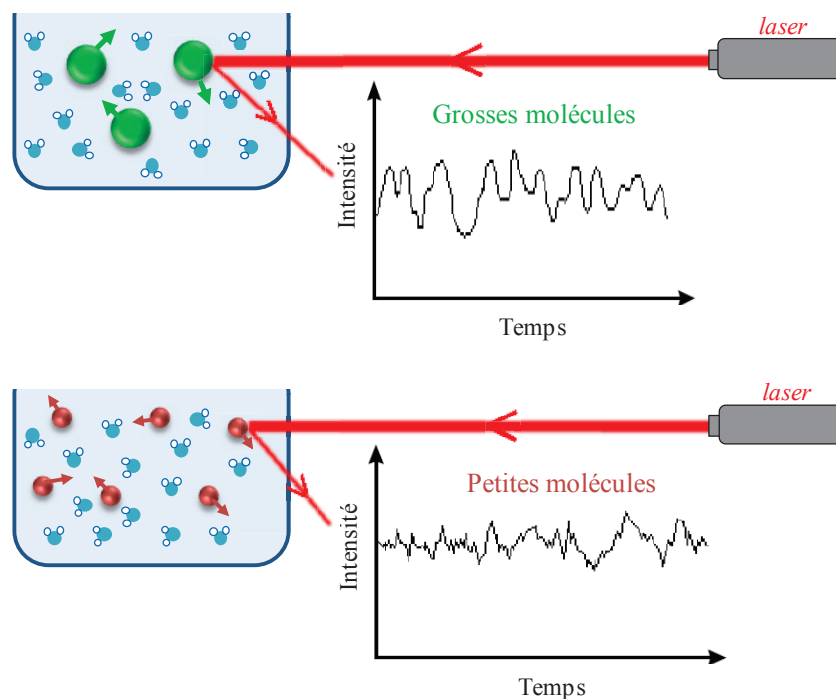 laser
Grosses molécules
Intensité
Temps
laser
Petites molécules
Intensité
Temps